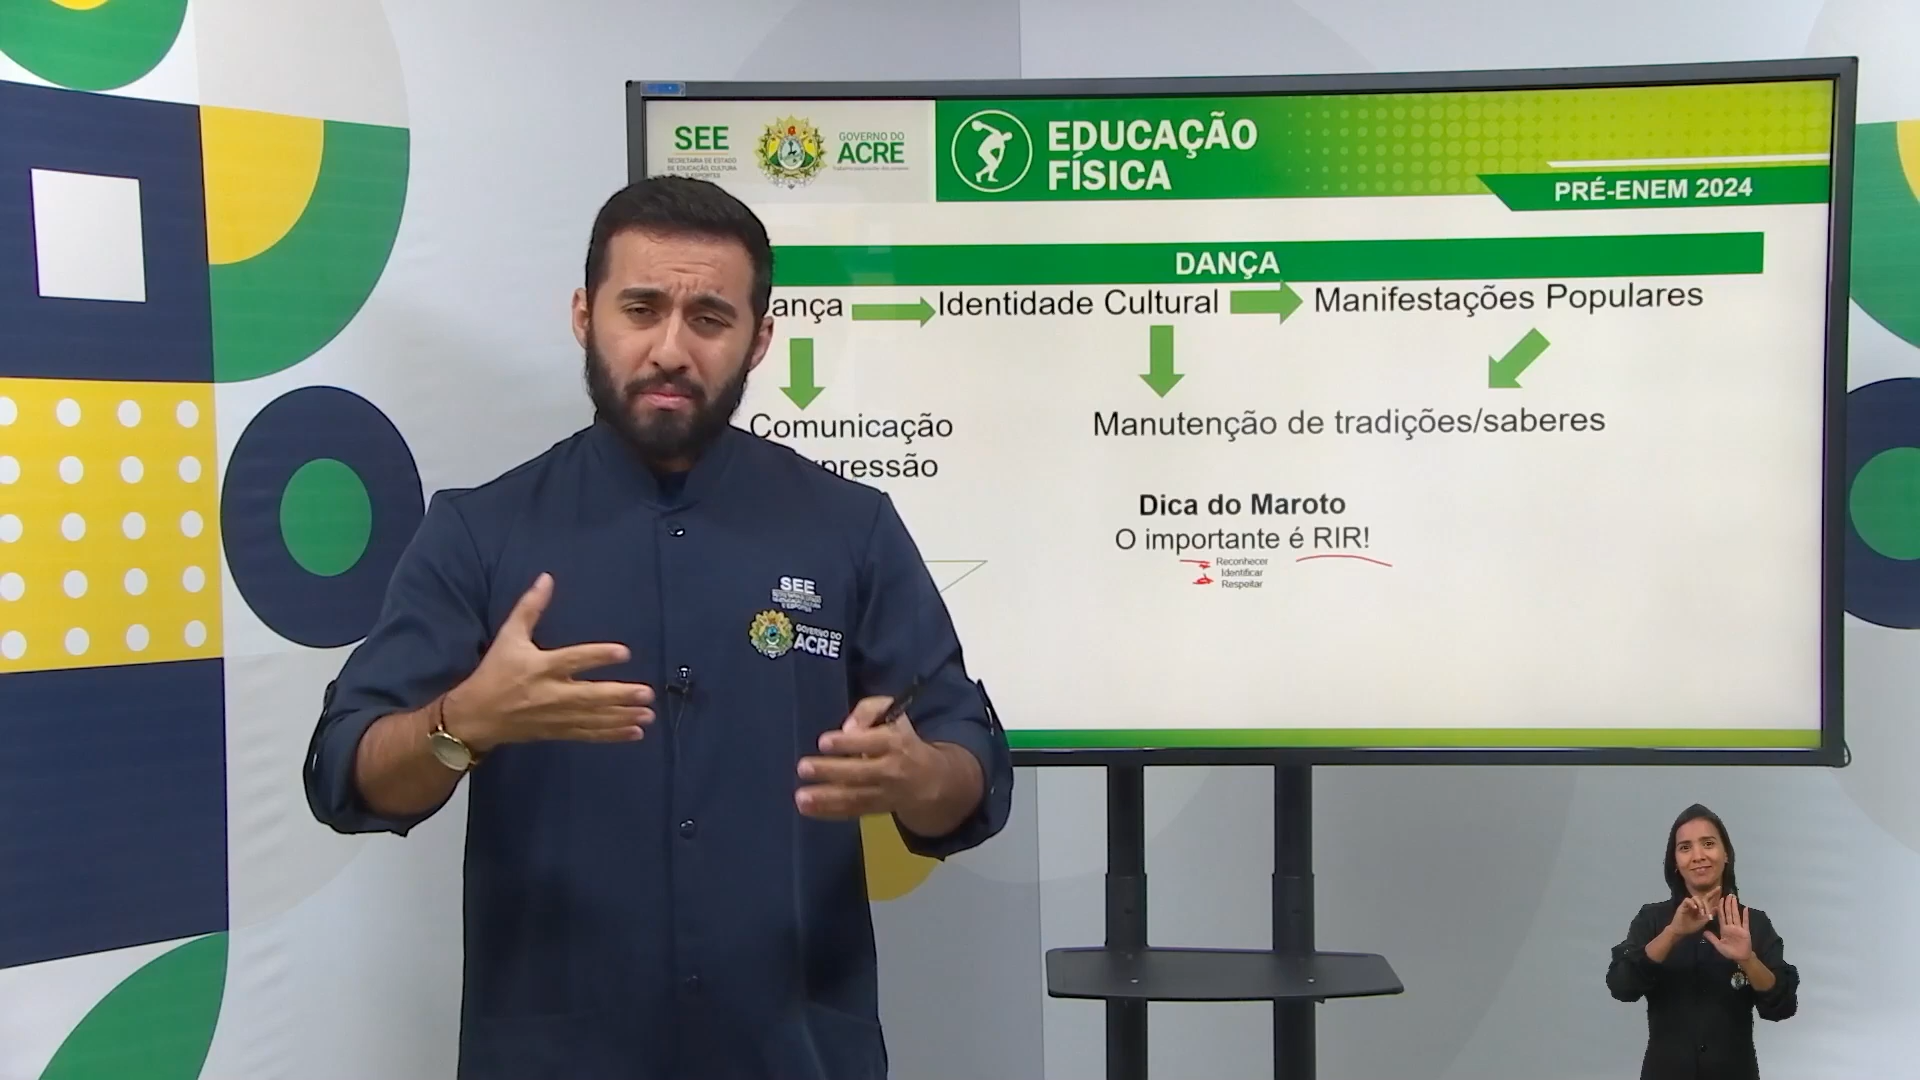 SEE
SECRETARIA DE ESTADO
DE EDUCAÇÃO, CULTURA
E ESPORTES
GOVERNO DO
ACRE
EDUCAÇÃO
FÍSICA
PRÉ-ENEM 2024
DANÇA
ança
Identidade Cultural
Manifestações Populares
Comunicação
pressão
Manutenção de tradições/saberes
Dica do Maroto
O importante é RIR!
Reconhecer
Identificar
Respeitar
SEE
GOVERNO DO
ACRE